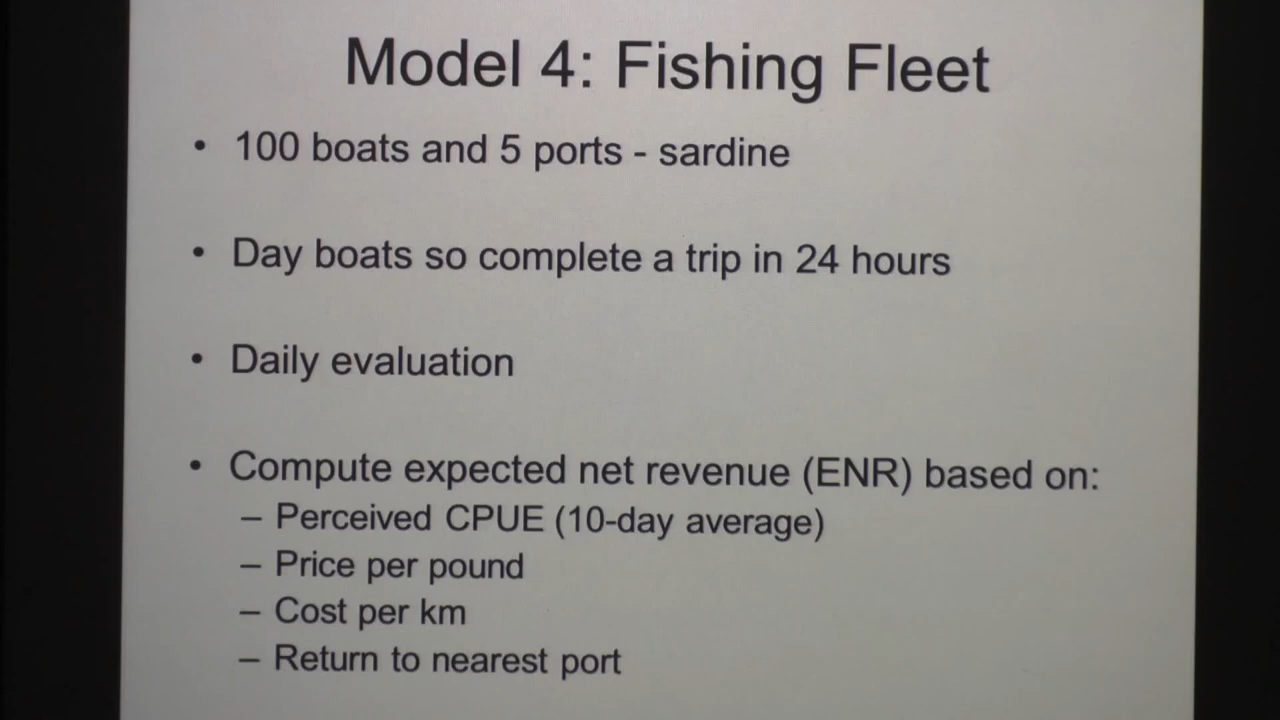 Model 4: Fishing Fleet
• 100 boats and 5 ports - sardine
• Day boats so complete a trip in 24 hours
• Daily evaluation
• Compute expected net revenue (ENR) based on:
– Perceived CPUE (10-day average)
– Price per pound
– Cost per km
– Return to nearest port